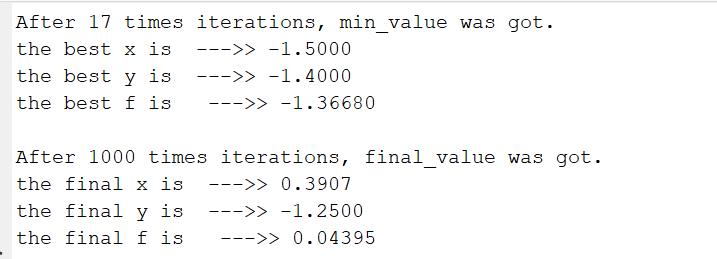 After 17 times iterations, min_value was got.
the best x is  --->> -1.5000
the best y is  --->> -1.4000
the best f is   --->> -1.36680
After 1000 times iterations, final_value was got.
the final x is  --->> 0.3907
the final y is  --->> -1.2500
the final f is   --->> 0.04395